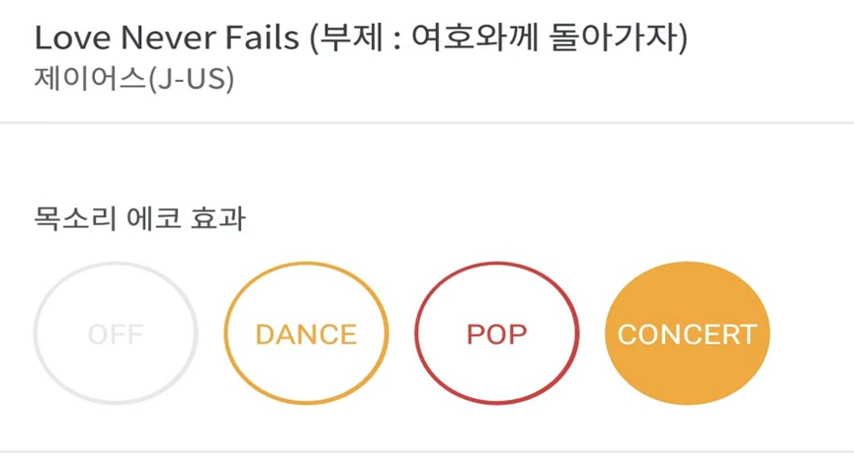 Love Never Fails (부제 : 여호와께 돌아가자)
제이어스(J-US)
목소리 에코 효과
OFF DANCE POP CONCERT